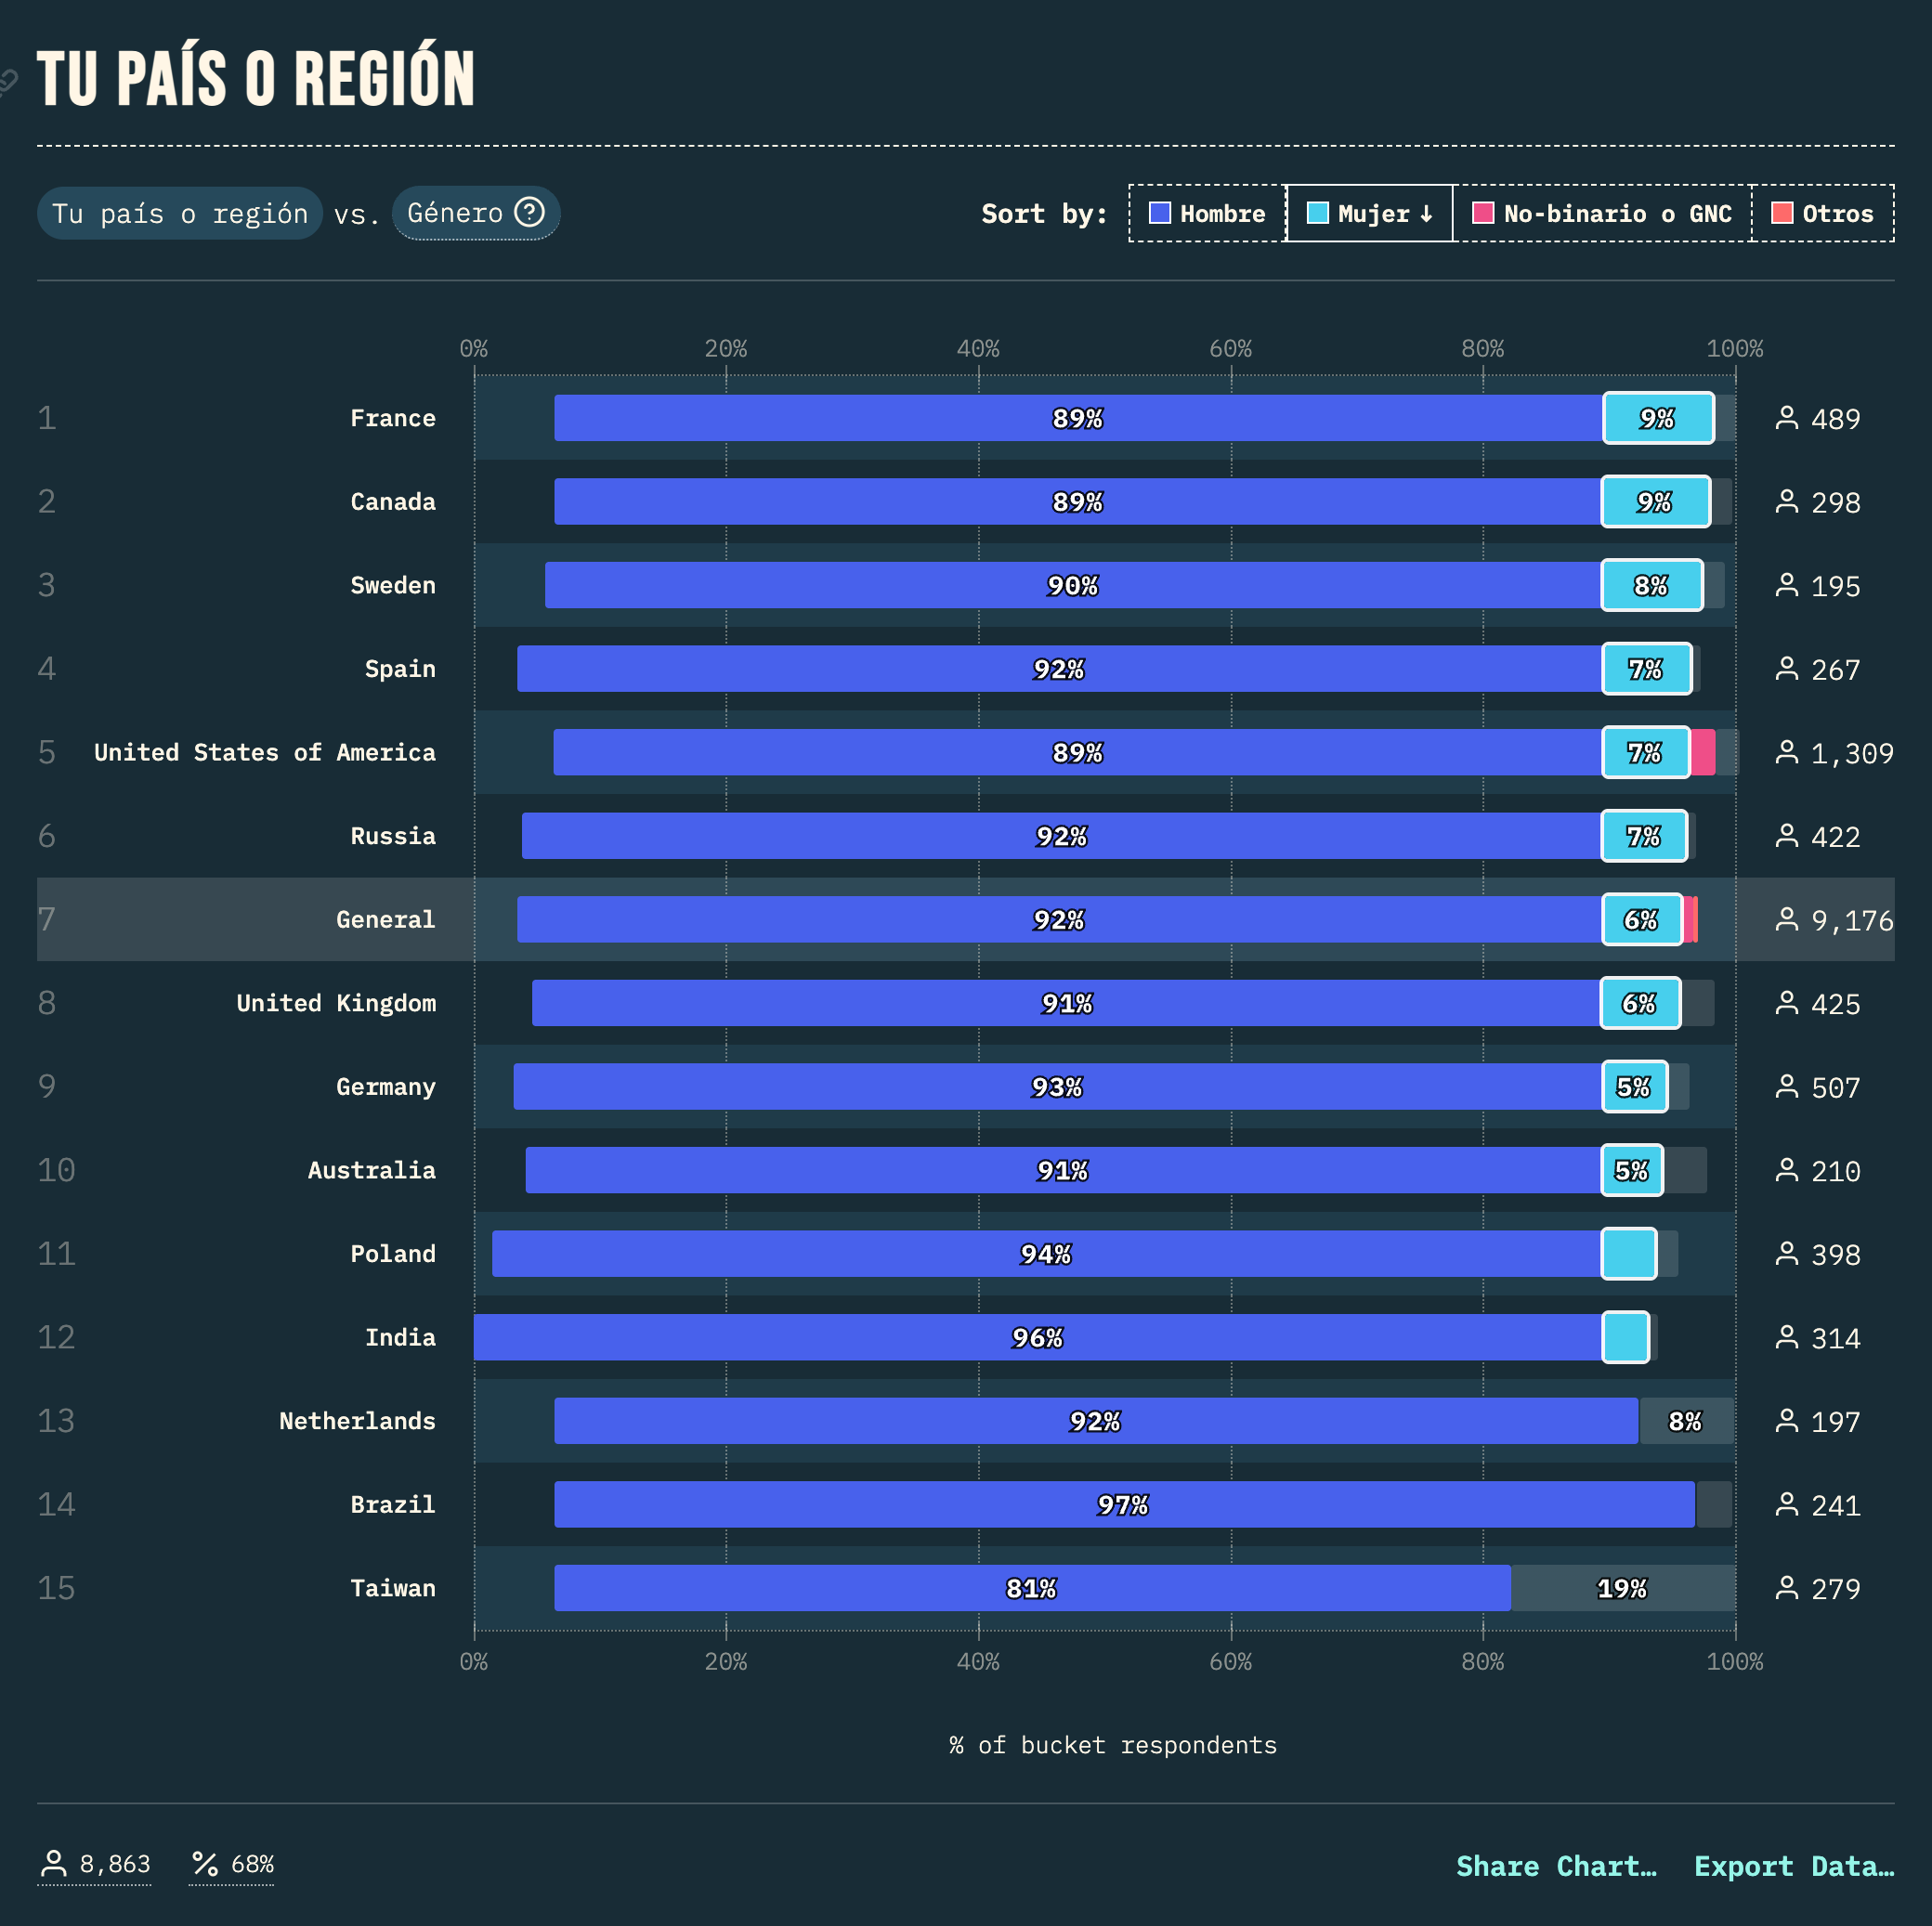 TU PAÍS O REGIÓN
Tu país o región vs. Género ? Sort by: Hombre Mujer ↓ No-binario o GNC Otros
0% 20% 40% 60% 80% 100%
1 France 89% 9% 489
2 Canada 89% 9% 298
3 Sweden 90% 8% 195
4 Spain 92% 7% 267
5 United States of America 89% 7% 1,309
6 Russia 92% 7% 422
7 General 92% 6% 9,176
8 United Kingdom 91% 6% 425
9 Germany 93% 5% 507
10 Australia 91% 5% 210
11 Poland 94% 398
12 India 96% 314
13 Netherlands 92% 8% 197
14 Brazil 97% 241
15 Taiwan 81% 19% 279
0% 20% 40% 60% 80% 100%
% of bucket respondents
8,863 % 68% Share Chart… Export Data…